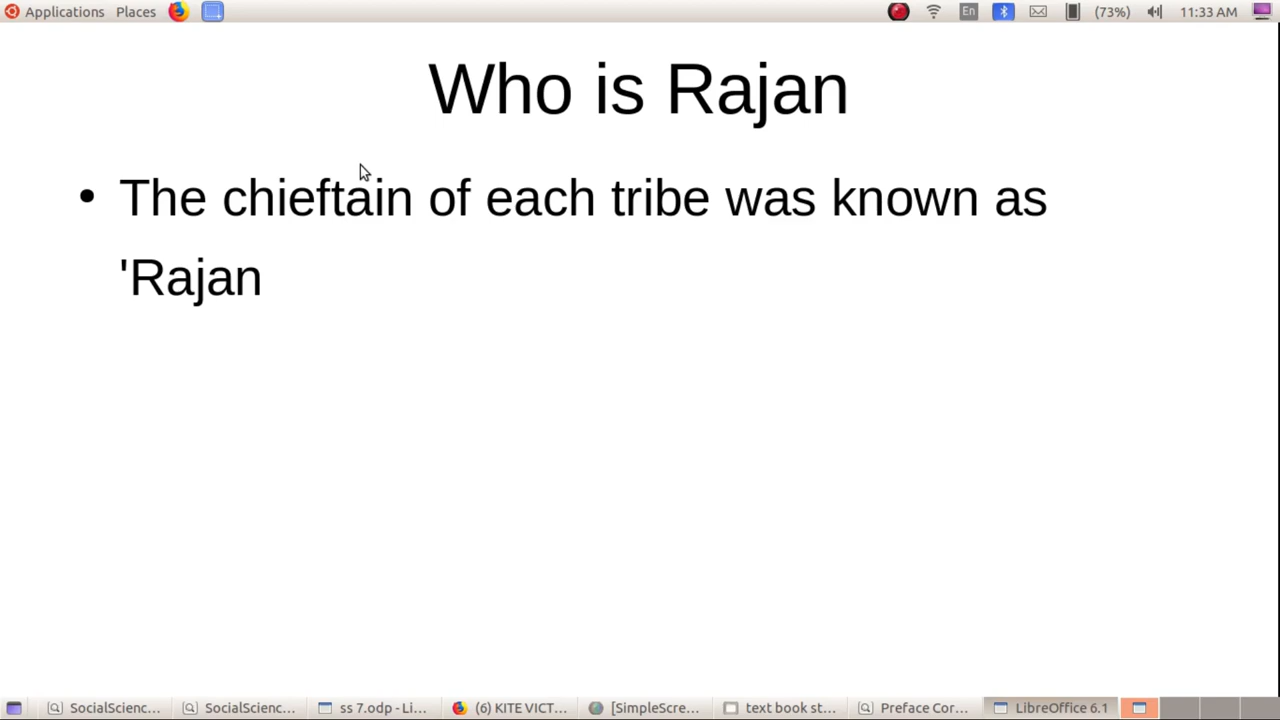 Applications Places En (73%) 11:33 AM
Who is Rajan
• The chieftain of each tribe was known as
'Rajan
SocialScienc... SocialScienc... ss 7.odp - Li... (6) KITE VICT... [SimpleScre... text book st... Preface Cor... LibreOffice 6.1